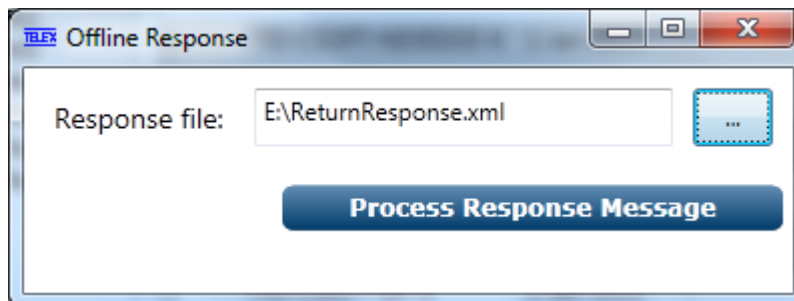 TELEX Offline Response
Response file: E:\ReturnResponse.xml ...
Process Response Message